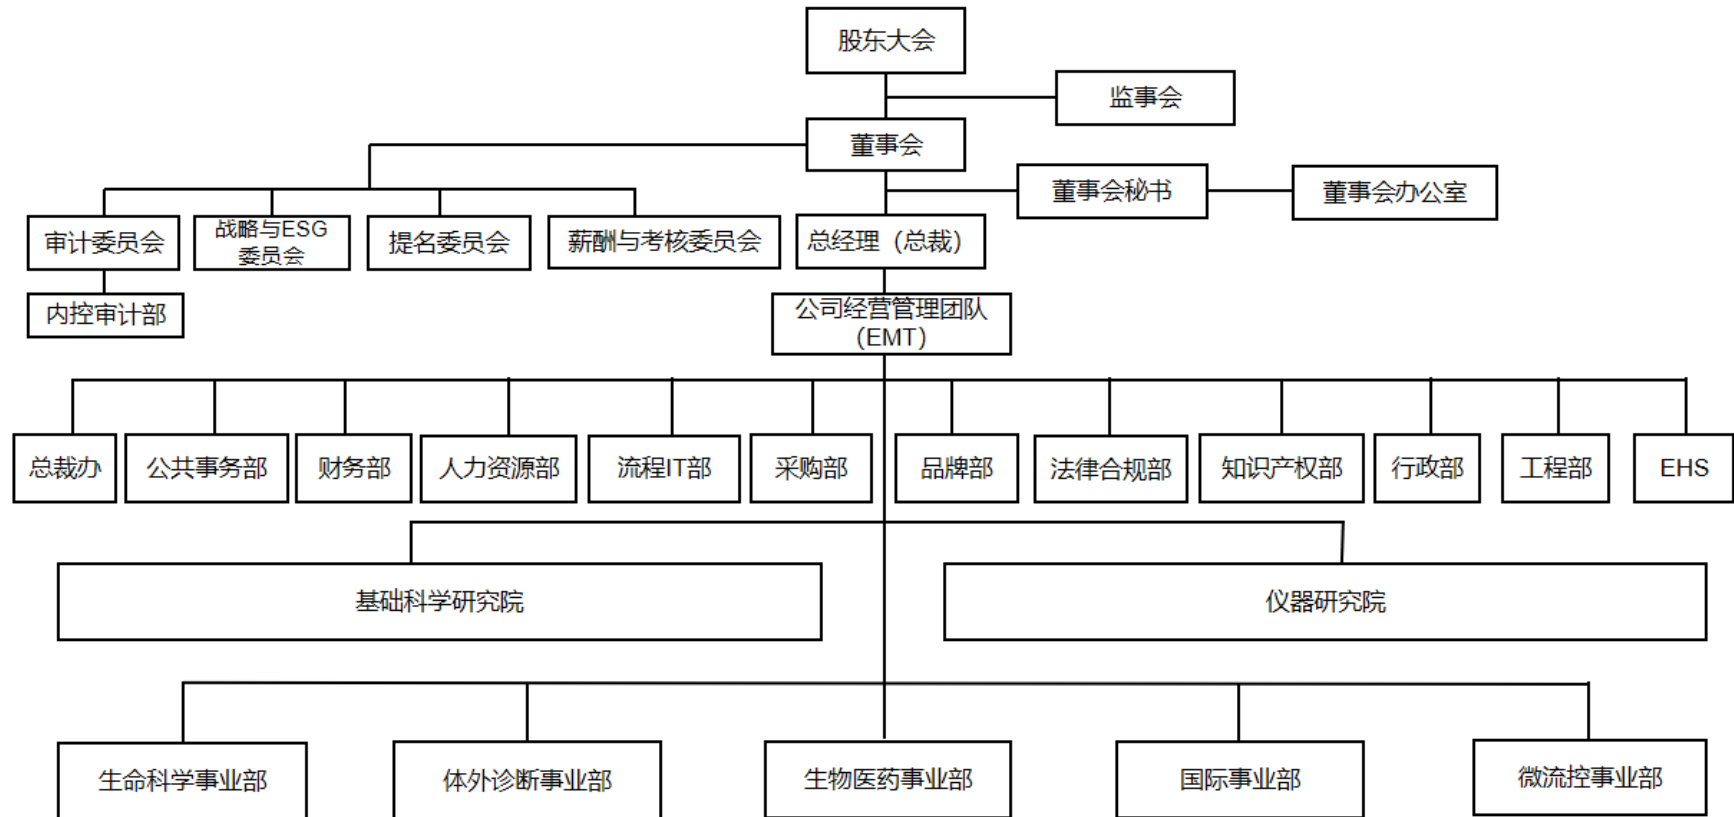 股东大会
监事会
董事会
董事会秘书
董事会办公室
审计委员会
战略与ESG
委员会
提名委员会
薪酬与考核委员会
总经理（总裁）
内控审计部
公司经营管理团队
（EMT）
总裁办
公共事务部
财务部
人力资源部
流程IT部
采购部
品牌部
法律合规部
知识产权部
行政部
工程部
EHS
基础科学研究院
仪器研究院
生命科学事业部
体外诊断事业部
生物医药事业部
国际事业部
微流控事业部